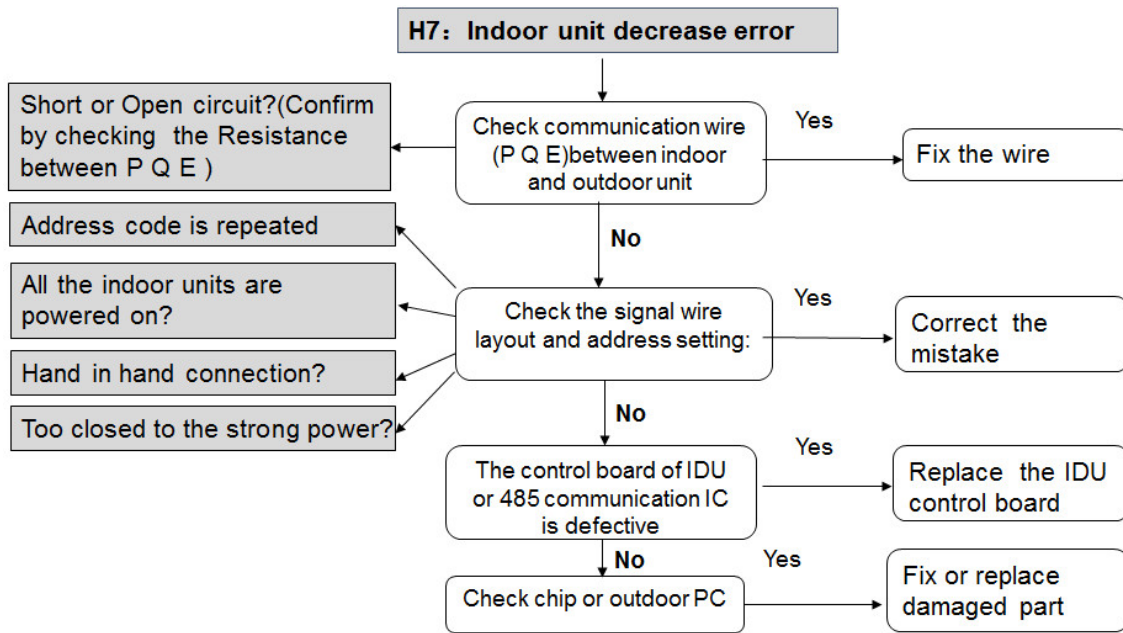 H7：Indoor unit decrease error
Short or Open circuit?(Confirm
by checking the Resistance
between P Q E )
Check communication wire
(P Q E)between indoor
and outdoor unit
Yes
Fix the wire
No
Address code is repeated
All the indoor units are
powered on?
Hand in hand connection?
Too closed to the strong power?
Check the signal wire
layout and address setting:
Yes
Correct the
mistake
No
The control board of IDU
or 485 communication IC
is defective
Yes
Replace the IDU
control board
No
Check chip or outdoor PC
Yes
Fix or replace
damaged part